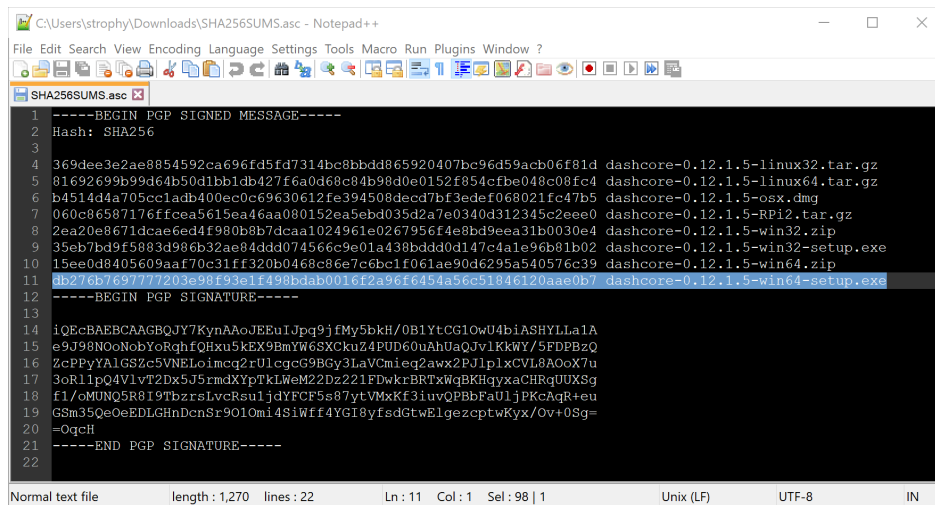 C:\Users\strophy\Downloads\SHA256SUMS.asc - Notepad++
File Edit Search View Encoding Language Settings Tools Macro Run Plugins Window ?
SHA256SUMS.asc
1 -----BEGIN PGP SIGNED MESSAGE-----
2 Hash: SHA256
3
4 369dee3e2ae8854592ca696fd5fd7314bc8bbdd865920407bc96d59acb06f81d dashcore-0.12.1.5-linux32.tar.gz
5 81692699b99d64b50d1bb1db427f6a0d68c84b98d0e0152f854cfbe048c08fc4 dashcore-0.12.1.5-linux64.tar.gz
6 b4514d4a705cc1adb400ec0c69630612fe394508decd7bf3edef068021fc47b5 dashcore-0.12.1.5-osx.dmg
7 060c86587176ffcea5615ea46aa080152ea5ebd035d2a7e0340d312345c2eee0 dashcore-0.12.1.5-RPi2.tar.gz
8 2ea20e8671dcae6ed4f980b8b7dcaa1024961e0267956f4e8bd9eea31b0030e4 dashcore-0.12.1.5-win32.zip
9 35eb7bd9f5883d986b32ae84ddd074566c9e01a438bddd0d147c4a1e96b81b02 dashcore-0.12.1.5-win32-setup.exe
10 15ee0d8405609aaf70c31ff320b0468c86e7c6bc1f061ae90d6295a540576c39 dashcore-0.12.1.5-win64.zip
11 db276b7697777203e98f93e1f498bdab0016f2a96f6454a56c51846120aae0b7 dashcore-0.12.1.5-win64-setup.exe
12 -----BEGIN PGP SIGNATURE-----
13
14 iQEcBAEBCAAGBQJY7KynAAoJEEuIJpq9jfMy5bkH/0B1YtCG1OwU4biASHYLLa1A
15 e9J98NOoNobYoRqhfQHxu5kEX9BmYW6SXCkuZ4PUD60uAhUaQJvlKkWY/5FDPBzQ
16 ZcPPyYAlGSZc5VNELoimcq2rUlcgcG9BGy3LaVCmieq2awx2PJlplxCVL8AOoX7u
17 3oRl1pQ4VlvT2Dx5J5rmdXYpTkLWeM22Dz221FDwkrBRTxWqBKHqyxaCHRqUUXSg
18 f1/oMUNQ5R8I9TbzrsLvcRsu1jdYFCF5s87ytVMxKf3iuvQPBbFaUljPKcAqR+eu
19 GSm35QeOeEDLGHnDcnSr9O1Omi4SiWff4YGI8yfsdGtwElgezcptwKyx/Ov+0Sg=
20 =OqcH
21 -----END PGP SIGNATURE-----
22
Normal text file length : 1,270 lines : 22 Ln : 11 Col : 1 Sel : 98 | 1 Unix (LF) UTF-8 IN